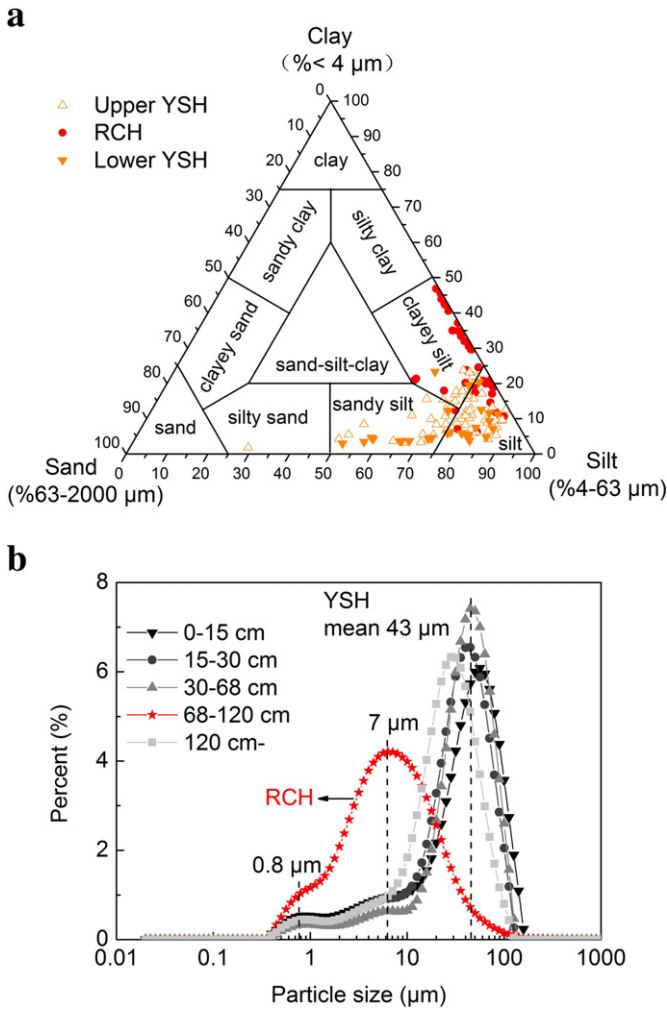 a
Clay
（%< 4 μm）
Upper YSH
RCH
Lower YSH
0 100
10 90
20 80
30 70
40 60
50 50
60 40
70 30
80 20
90 10
100 0
clay
sandy clay
silty clay
clayey sand
clayey silt
sand-silt-clay
sand
silty sand
sandy silt
silt
0 10 20 30 40 50 60 70 80 90 100
Sand
(%63-2000 μm)
Silt
(%4-63 μm)
b
8
6
4
2
0
Percent (%)
YSH
mean 43 μm
0-15 cm
15-30 cm
30-68 cm
68-120 cm
120 cm-
7 μm
RCH
0.8 μm
0.01 0.1 1 10 100 1000
Particle size (μm)